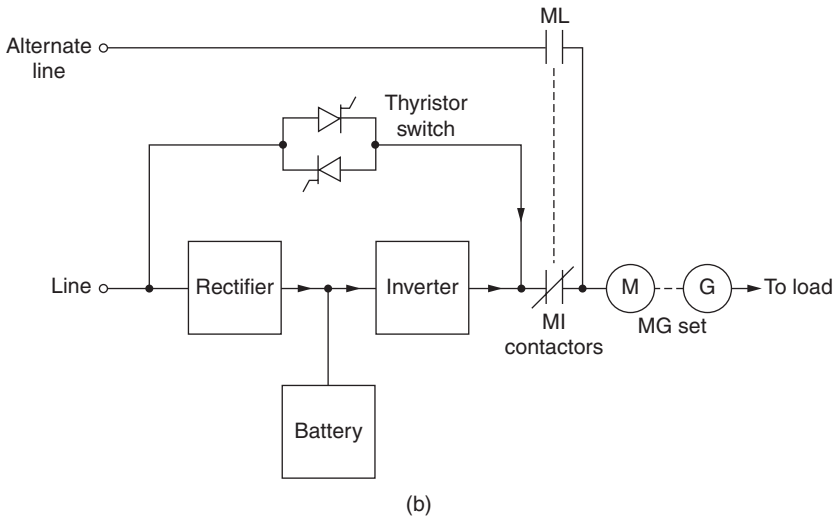 ML
Alternate
line
Thyristor
switch
Line
Rectifier
Inverter
M
G
To load
MI
contactors
MG set
Battery
(b)